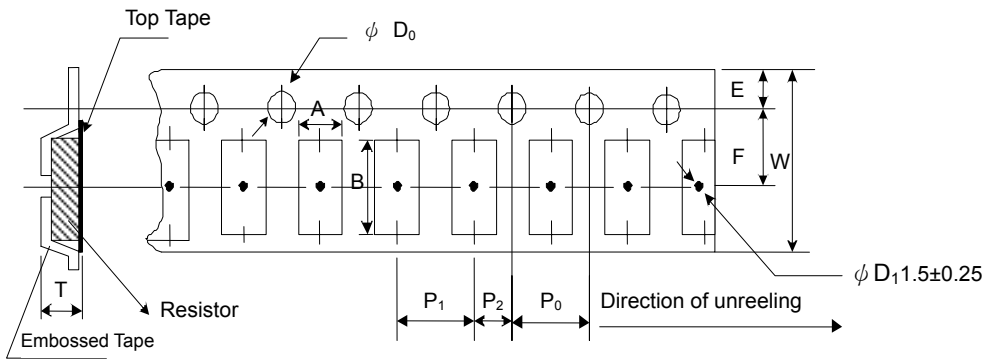 Top Tape
ϕ D₀
A
E
F
W
B
T
P₁
P₂
P₀
Direction of unreeling
ϕ D₁ 1.5±0.25
Resistor
Embossed Tape